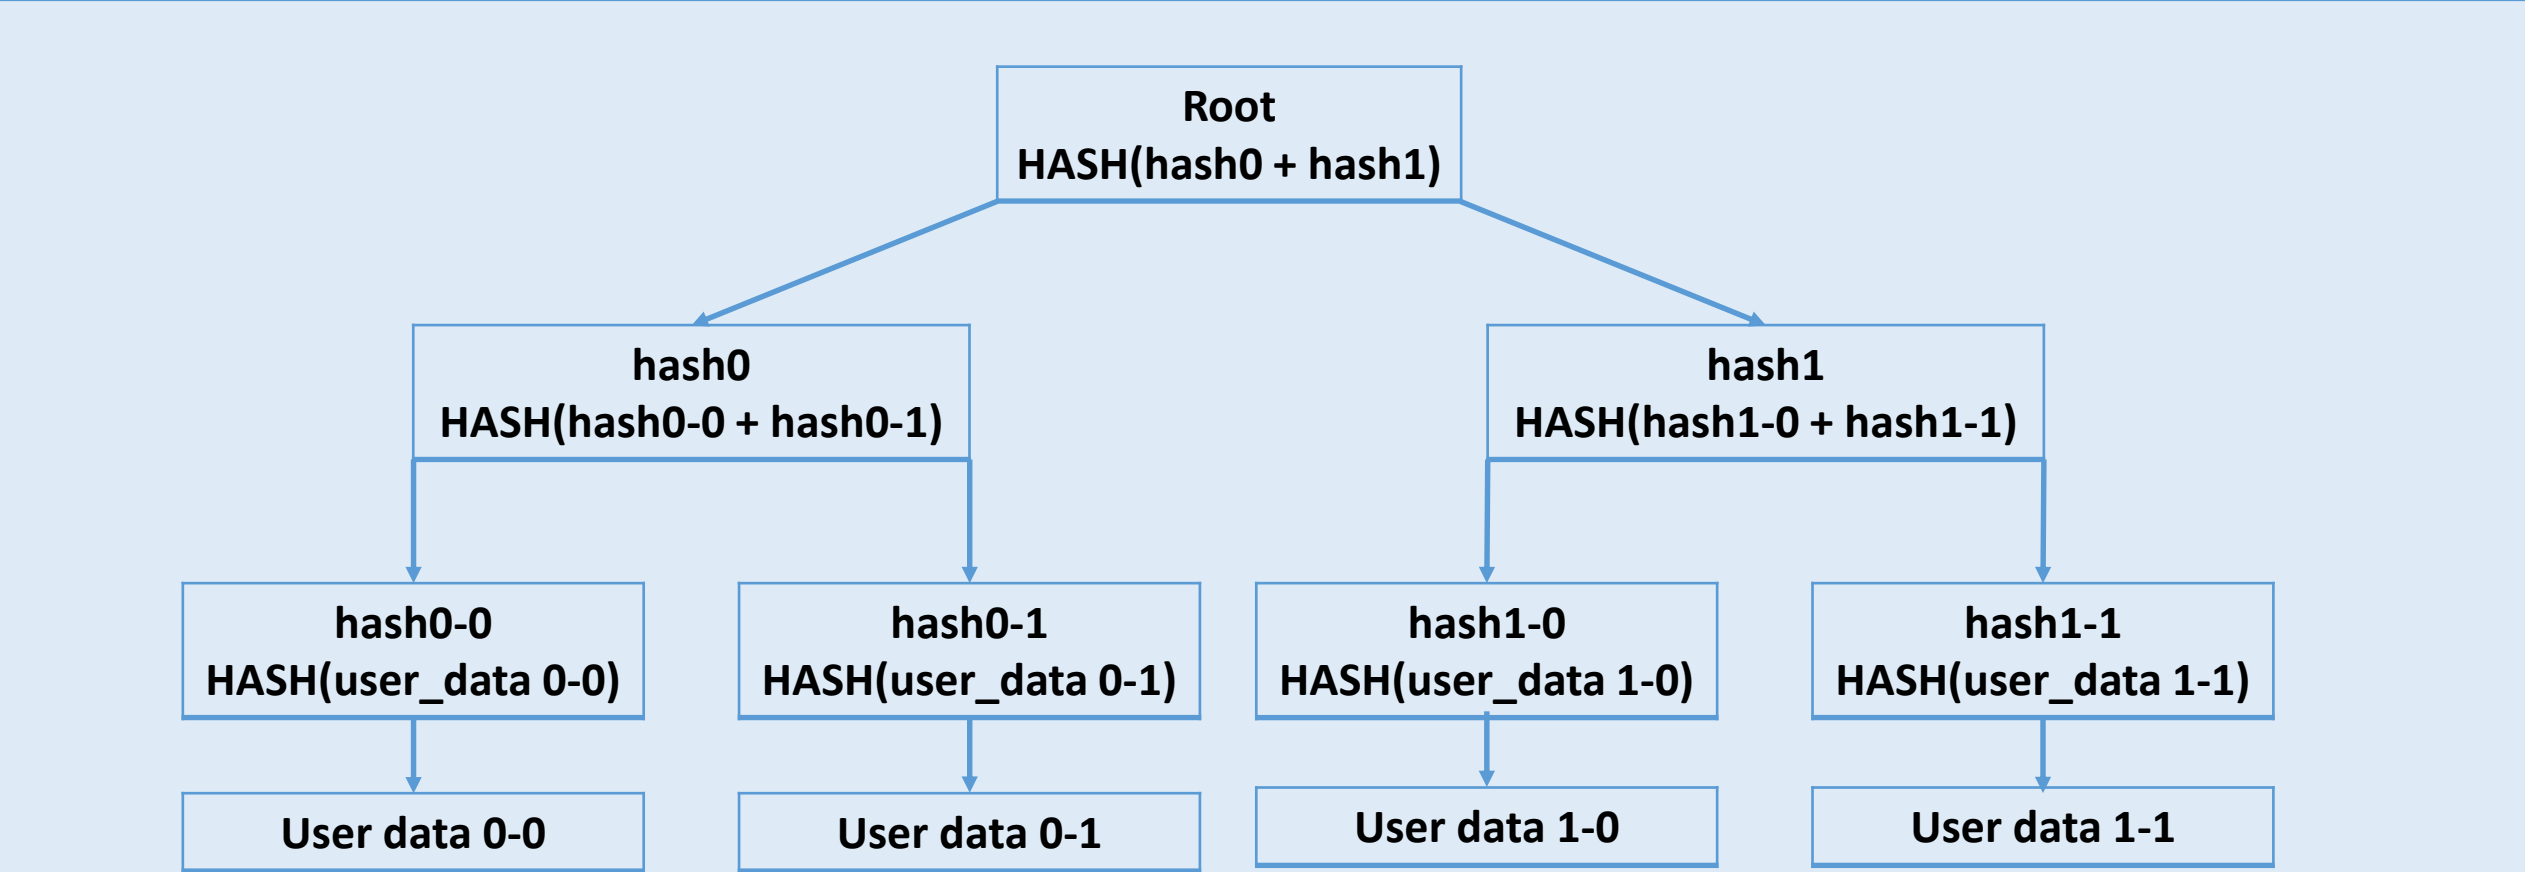 Root
HASH(hash0 + hash1)
hash0
HASH(hash0-0 + hash0-1)
hash1
HASH(hash1-0 + hash1-1)
hash0-0
HASH(user_data 0-0)
hash0-1
HASH(user_data 0-1)
hash1-0
HASH(user_data 1-0)
hash1-1
HASH(user_data 1-1)
User data 0-0
User data 0-1
User data 1-0
User data 1-1